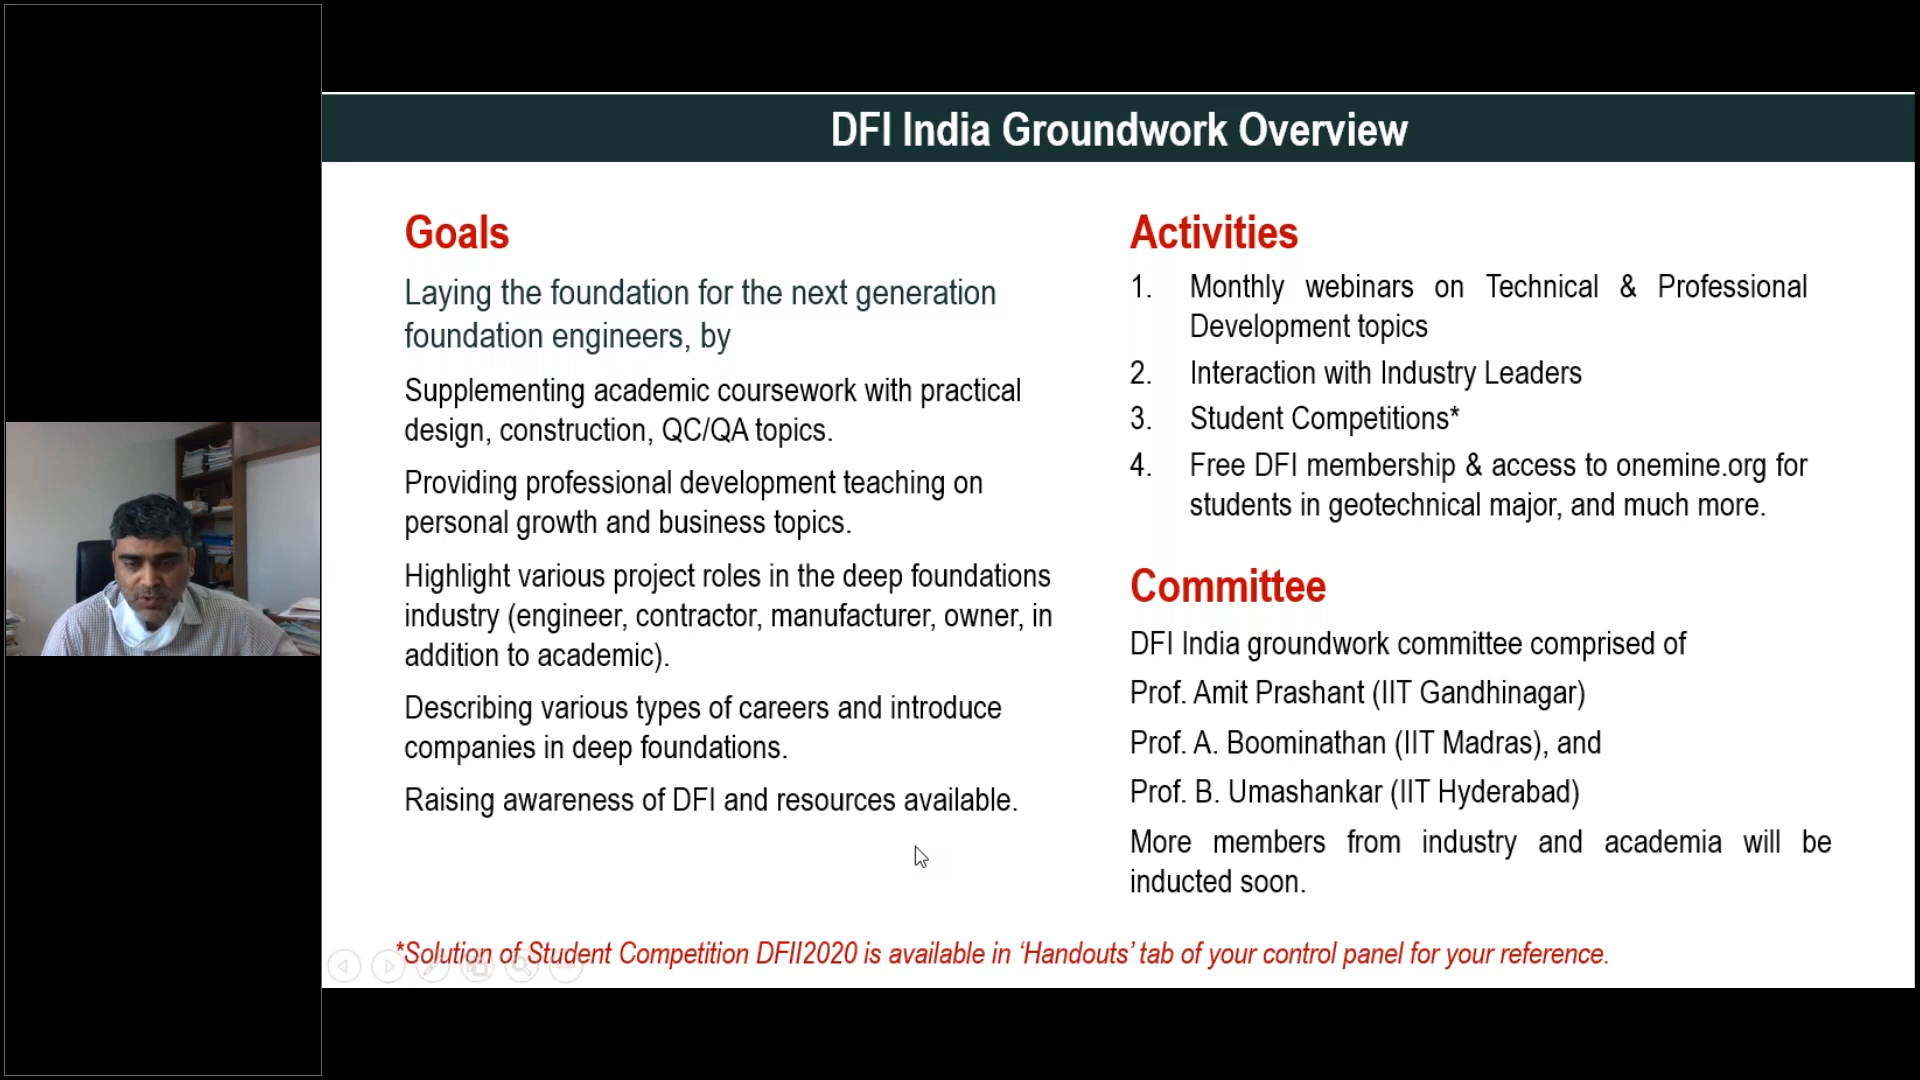 DFI India Groundwork Overview
Goals
Laying the foundation for the next generation
foundation engineers, by
Supplementing academic coursework with practical
design, construction, QC/QA topics.
Providing professional development teaching on
personal growth and business topics.
Highlight various project roles in the deep foundations
industry (engineer, contractor, manufacturer, owner, in
addition to academic).
Describing various types of careers and introduce
companies in deep foundations.
Raising awareness of DFI and resources available.
Activities
1. Monthly webinars on Technical & Professional
Development topics
2. Interaction with Industry Leaders
3. Student Competitions*
4. Free DFI membership & access to onemine.org for
students in geotechnical major, and much more.
Committee
DFI India groundwork committee comprised of
Prof. Amit Prashant (IIT Gandhinagar)
Prof. A. Boominathan (IIT Madras), and
Prof. B. Umashankar (IIT Hyderabad)
More members from industry and academia will be
inducted soon.
*Solution of Student Competition DFII2020 is available in ‘Handouts’ tab of your control panel for your reference.